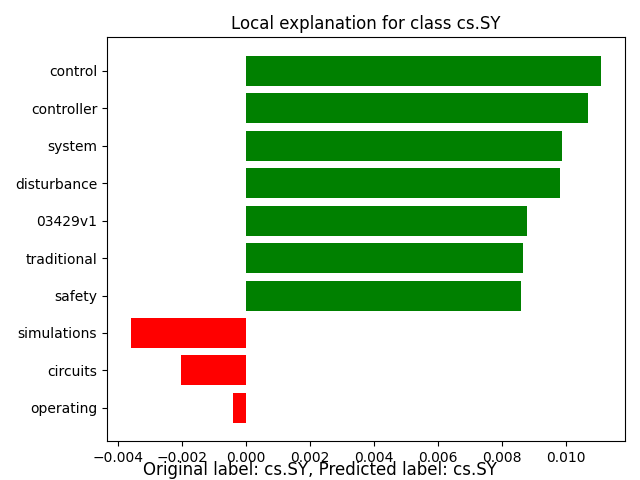 Local explanation for class cs.SY
control
controller
system
disturbance
03429v1
traditional
safety
simulations
circuits
operating
−0.004 −0.002 0.000 0.002 0.004 0.006 0.008 0.010
Original label: cs.SY, Predicted label: cs.SY